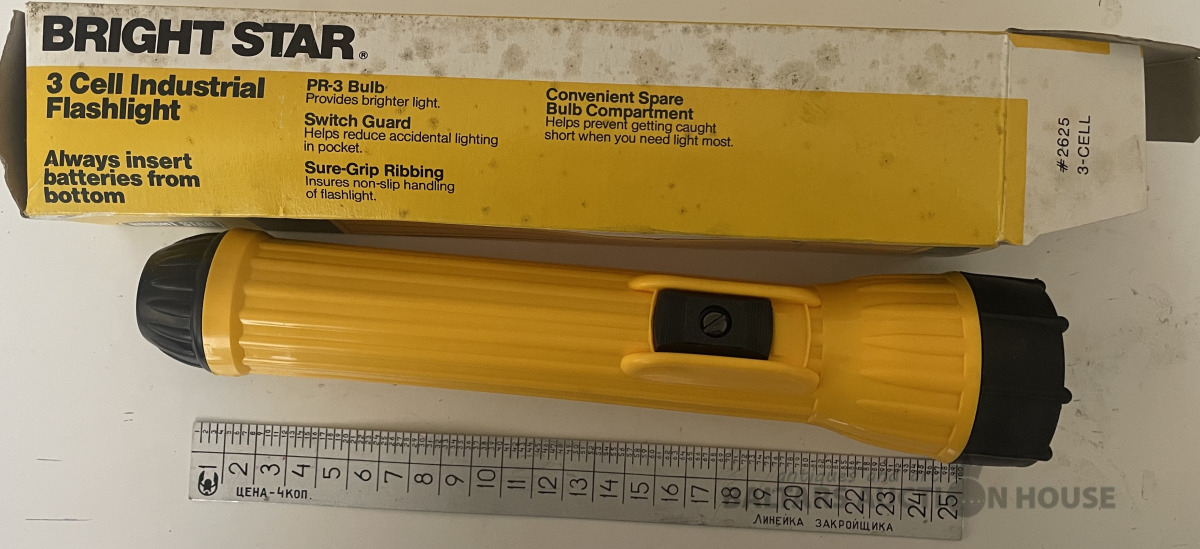 BRIGHT STAR®
3 Cell Industrial
Flashlight
Always insert
batteries from
bottom
PR-3 Bulb
Provides brighter light.
Switch Guard
Helps reduce accidental lighting
in pocket.
Sure-Grip Ribbing
Insures non-slip handling
of flashlight.
Convenient Spare
Bulb Compartment
Helps prevent getting caught
short when you need light most.
#2625
3-CELL
1 2 3 4 5 6 7 8 9 10 11 12 13 14 15 16 17 18 19 20 21 22 23 24 25
ЦЕНА-4КОП.
ЛИНЕЙКА ЗАКРОЙЩИКА
HOUSE